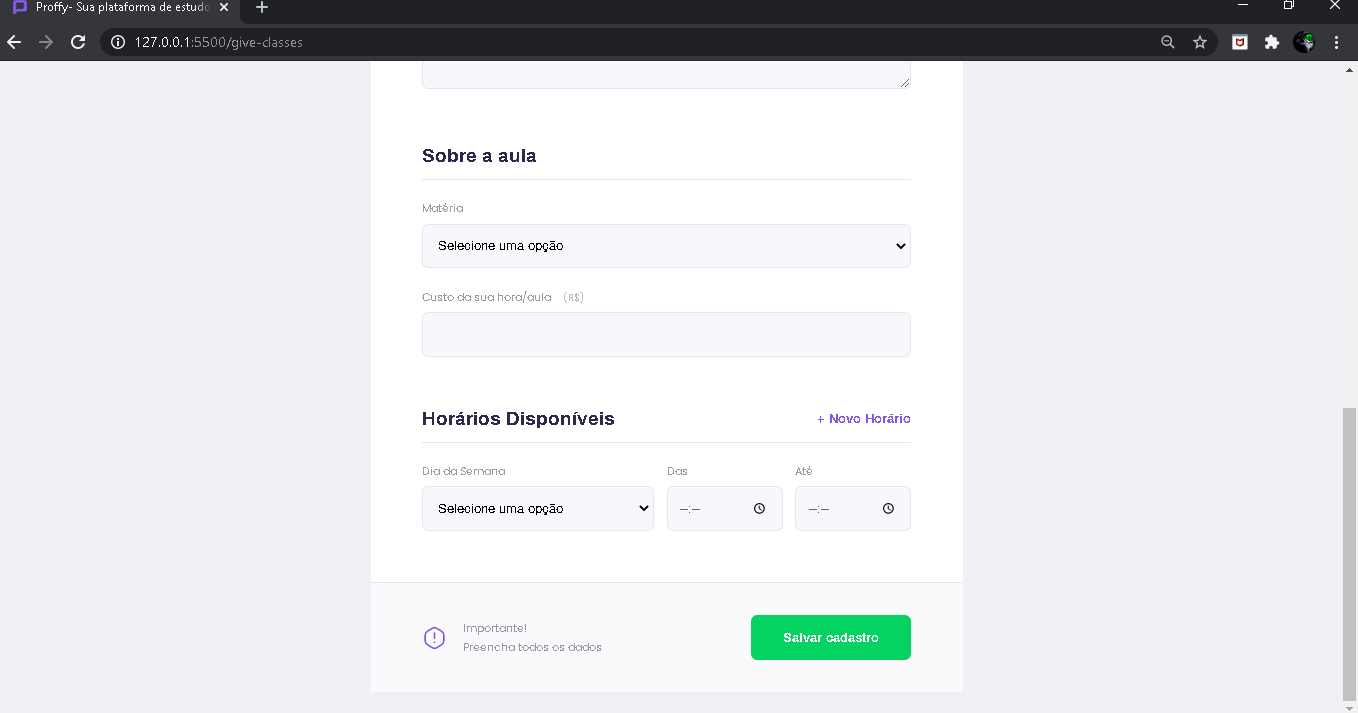 Proffy- Sua plataforma de estudo
127.0.0.1:5500/give-classes
Sobre a aula
Matéria
Selecione uma opção
Custo da sua hora/aula (R$)
Horários Disponíveis + Novo Horário
Dia da Semana Das Até
Selecione uma opção --:-- --:--
Importante!
Preencha todos os dados
Salvar cadastro